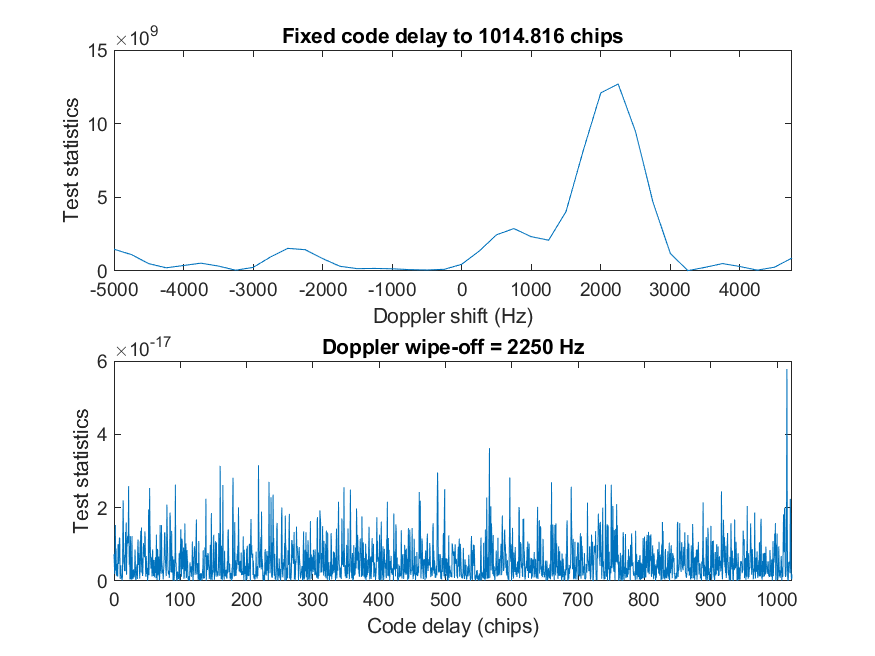 Fixed code delay to 1014.816 chips
×10^9
15
10
5
0
Test statistics
-5000 -4000 -3000 -2000 -1000 0 1000 2000 3000 4000
Doppler shift (Hz)
Doppler wipe-off = 2250 Hz
×10^-17
6
4
2
0
Test statistics
0 100 200 300 400 500 600 700 800 900 1000
Code delay (chips)